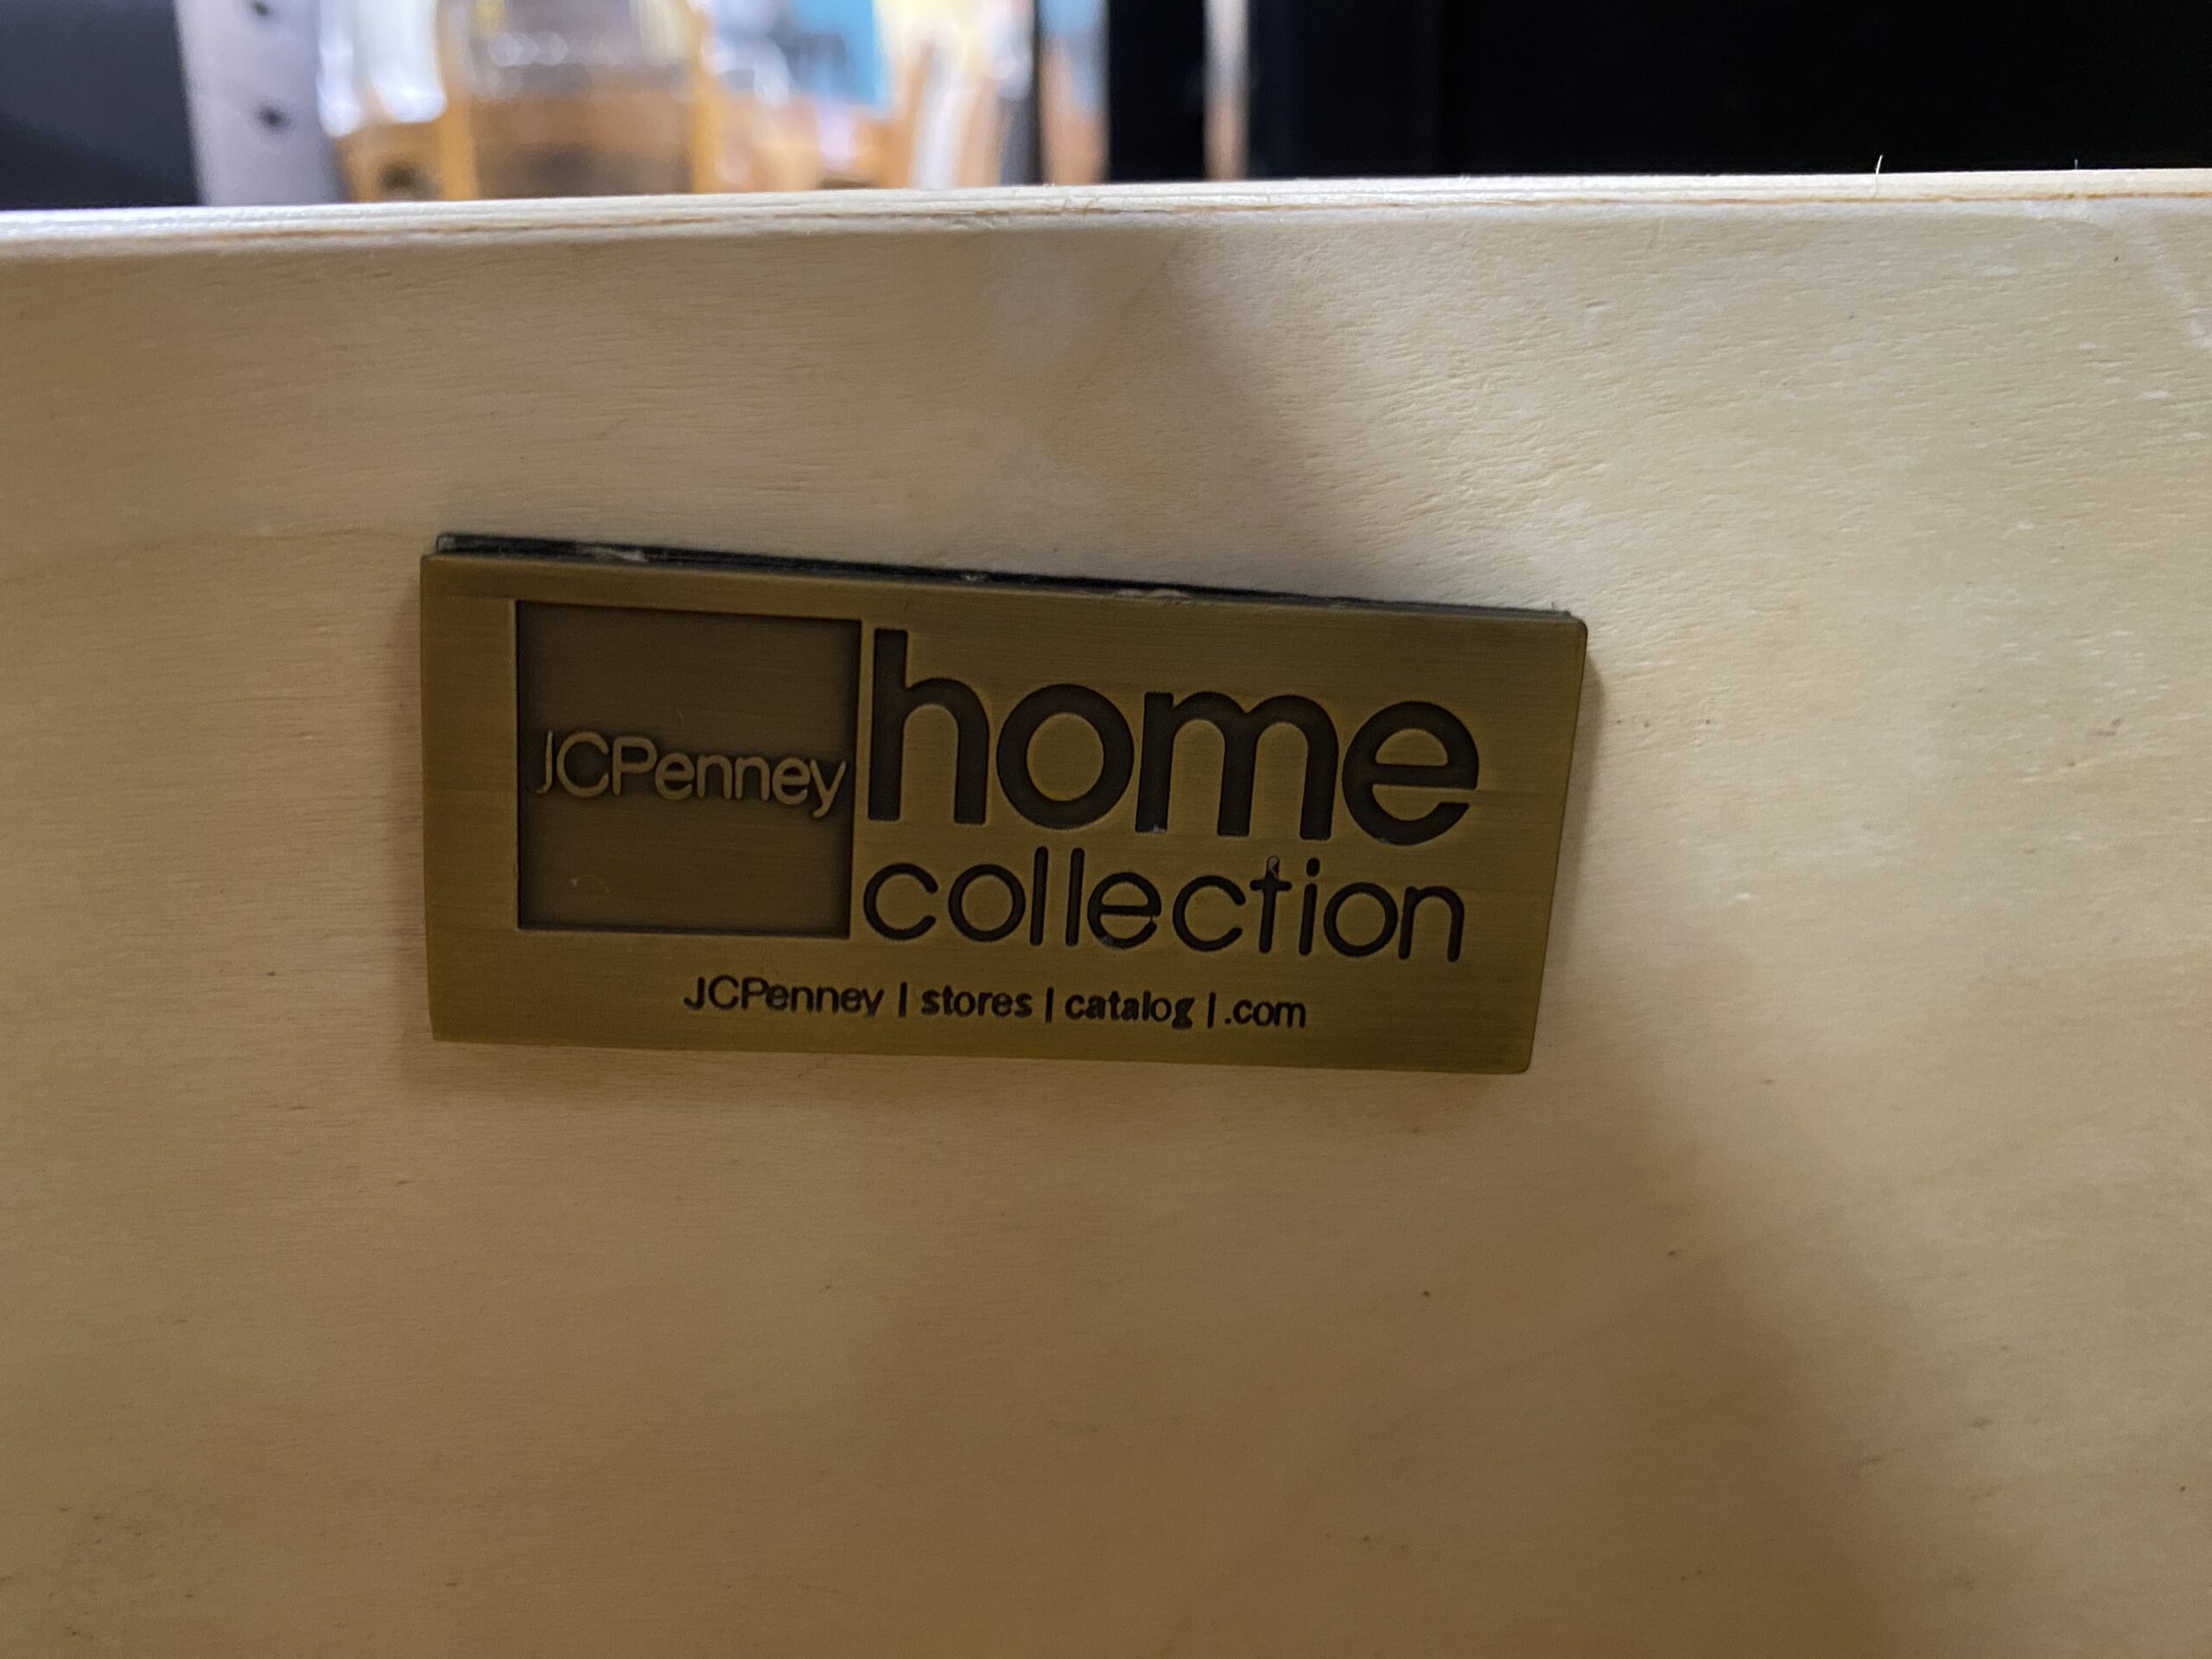 JCPenney
home
collection
JCPenney | stores | catalog | .com